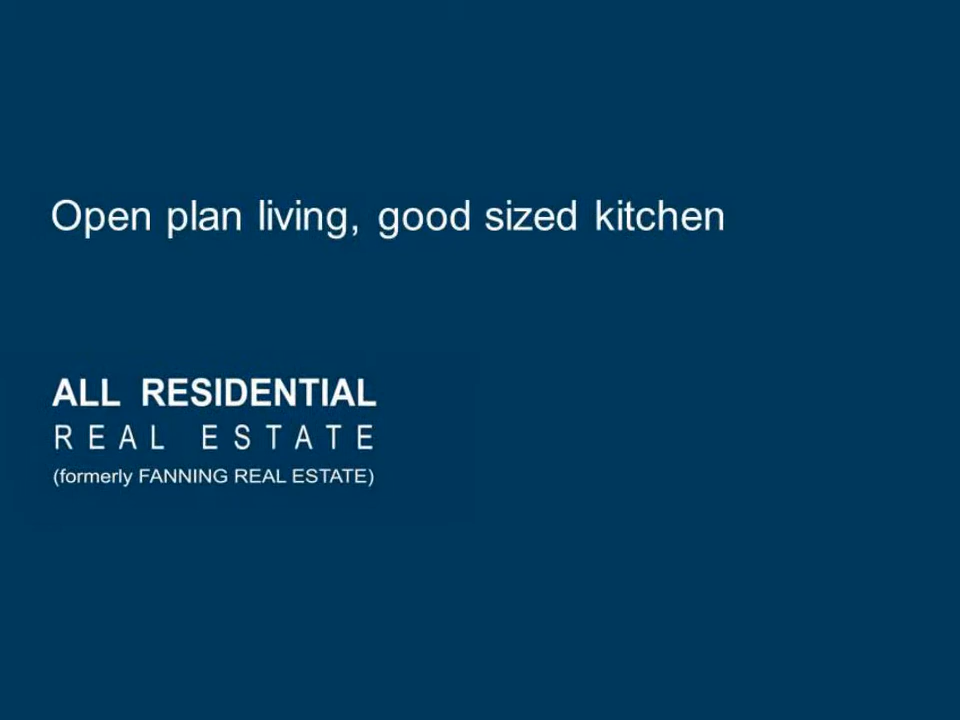 Open plan living, good sized kitchen
ALL RESIDENTIAL
REAL ESTATE
(formerly FANNING REAL ESTATE)